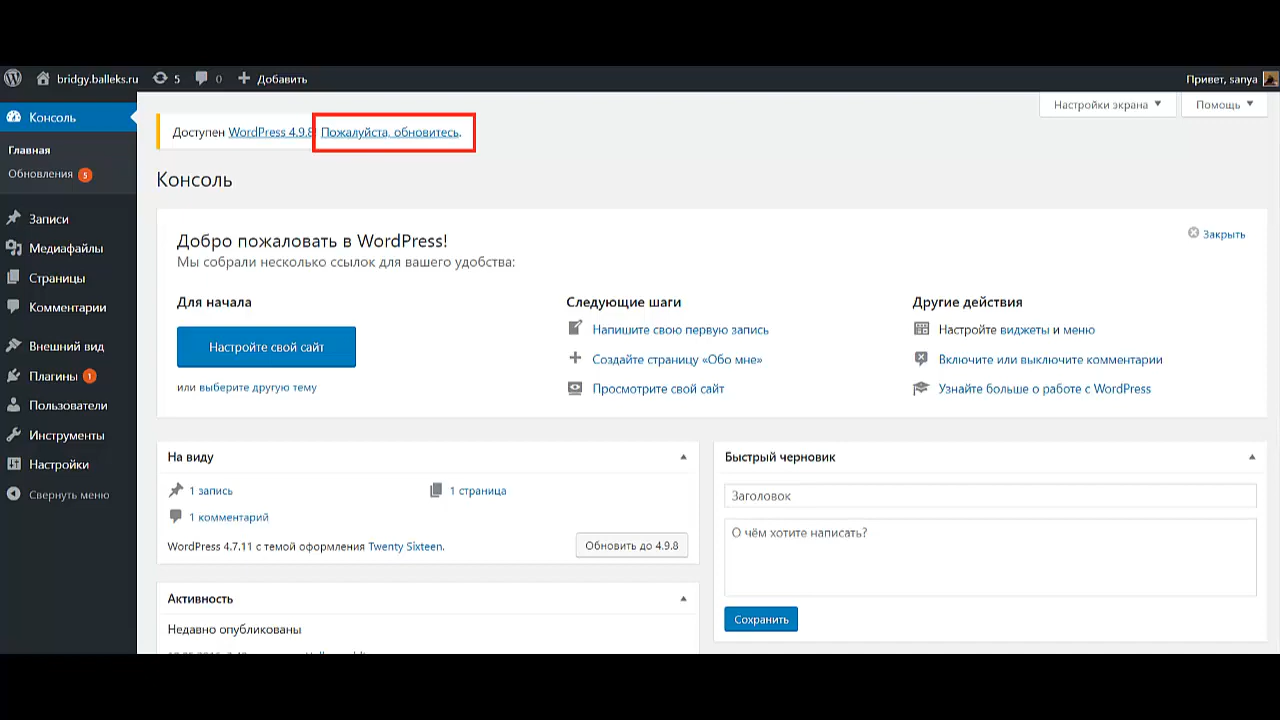 bridgy.balleks.ru 5 0 Добавить Привет, sanya
Настройки экрана Помощь
Консоль
Главная
Обновления 5
Записи
Медиафайлы
Страницы
Комментарии
Внешний вид
Плагины 1
Пользователи
Инструменты
Настройки
Свернуть меню
Доступен WordPress 4.9.8 Пожалуйста, обновитесь.
Консоль
Добро пожаловать в WordPress!
Мы собрали несколько ссылок для вашего удобства:
Закрыть
Для начала
Настройте свой сайт
или выберите другую тему
Следующие шаги
Напишите свою первую запись
Создайте страницу «Обо мне»
Просмотрите свой сайт
Другие действия
Настройте виджеты и меню
Включите или выключите комментарии
Узнайте больше о работе с WordPress
На виду
1 запись 1 страница
1 комментарий
WordPress 4.7.11 с темой оформления Twenty Sixteen. Обновить до 4.9.8
Активность
Недавно опубликованы
Быстрый черновик
Заголовок
О чём хотите написать?
Сохранить